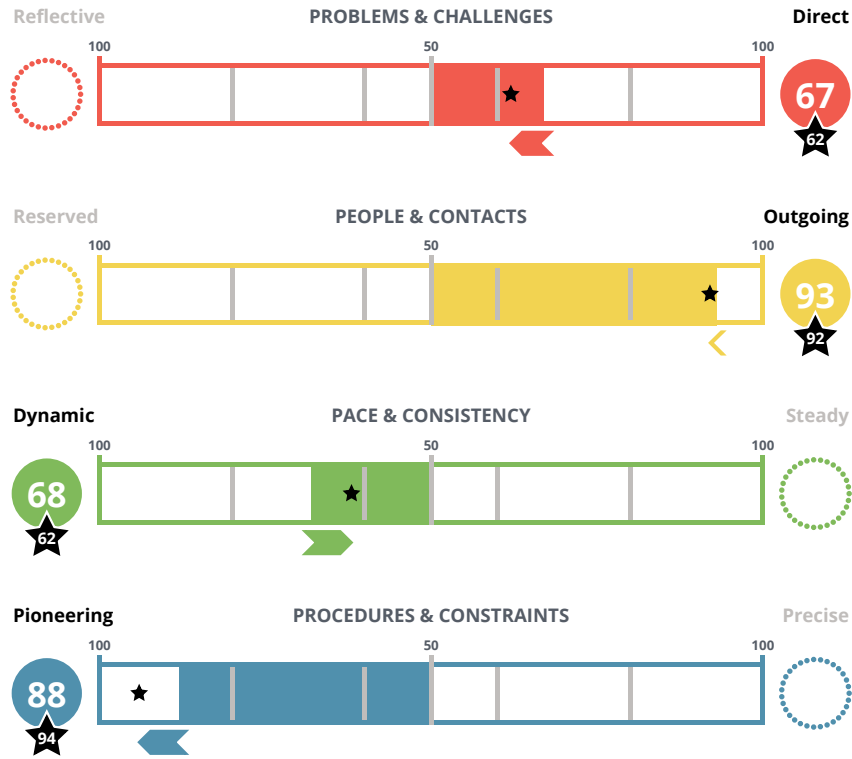 Reflective PROBLEMS & CHALLENGES Direct
100 50 100
67
62
Reserved PEOPLE & CONTACTS Outgoing
100 50 100
93
92
Dynamic PACE & CONSISTENCY Steady
100 50 100
68
62
Pioneering PROCEDURES & CONSTRAINTS Precise
100 50 100
88
94